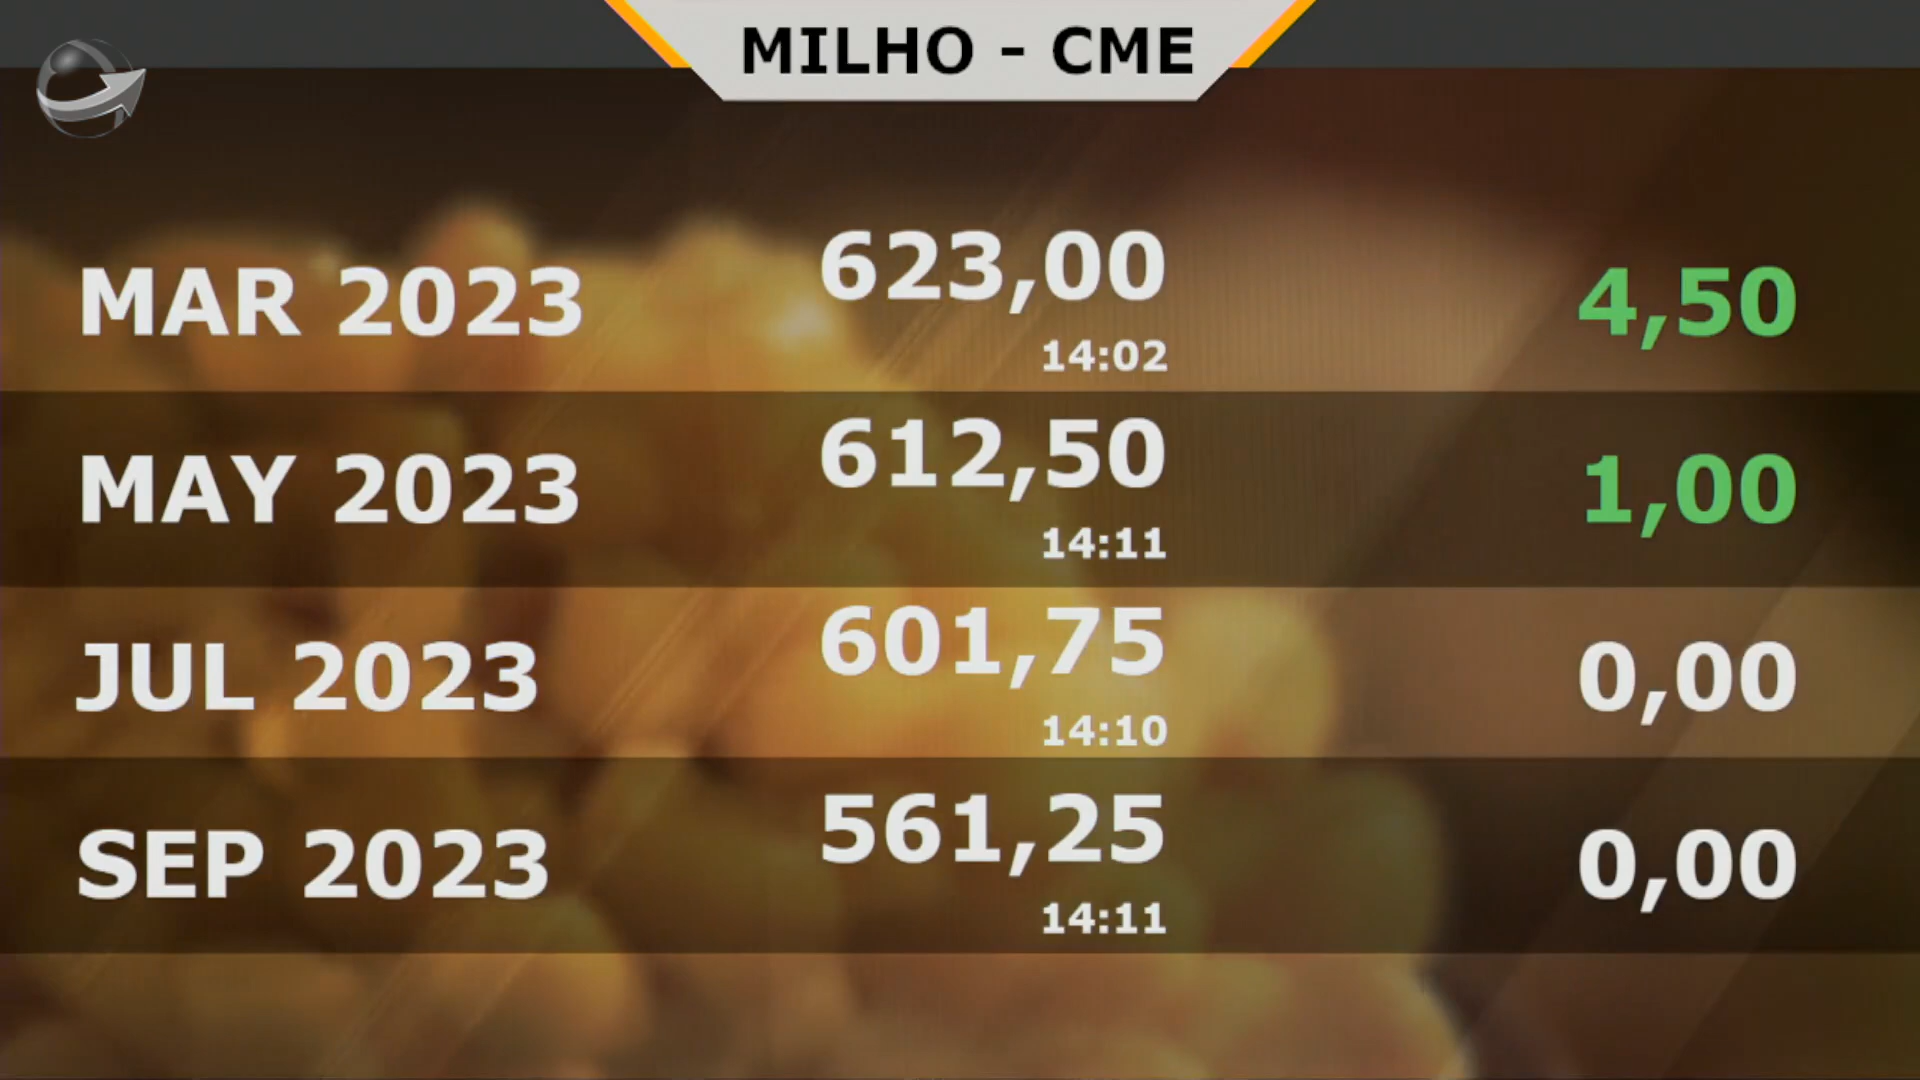 MILHO - CME
MAR 2023 623,00 4,50
14:02
MAY 2023 612,50 1,00
14:11
JUL 2023 601,75 0,00
14:10
SEP 2023 561,25 0,00
14:11